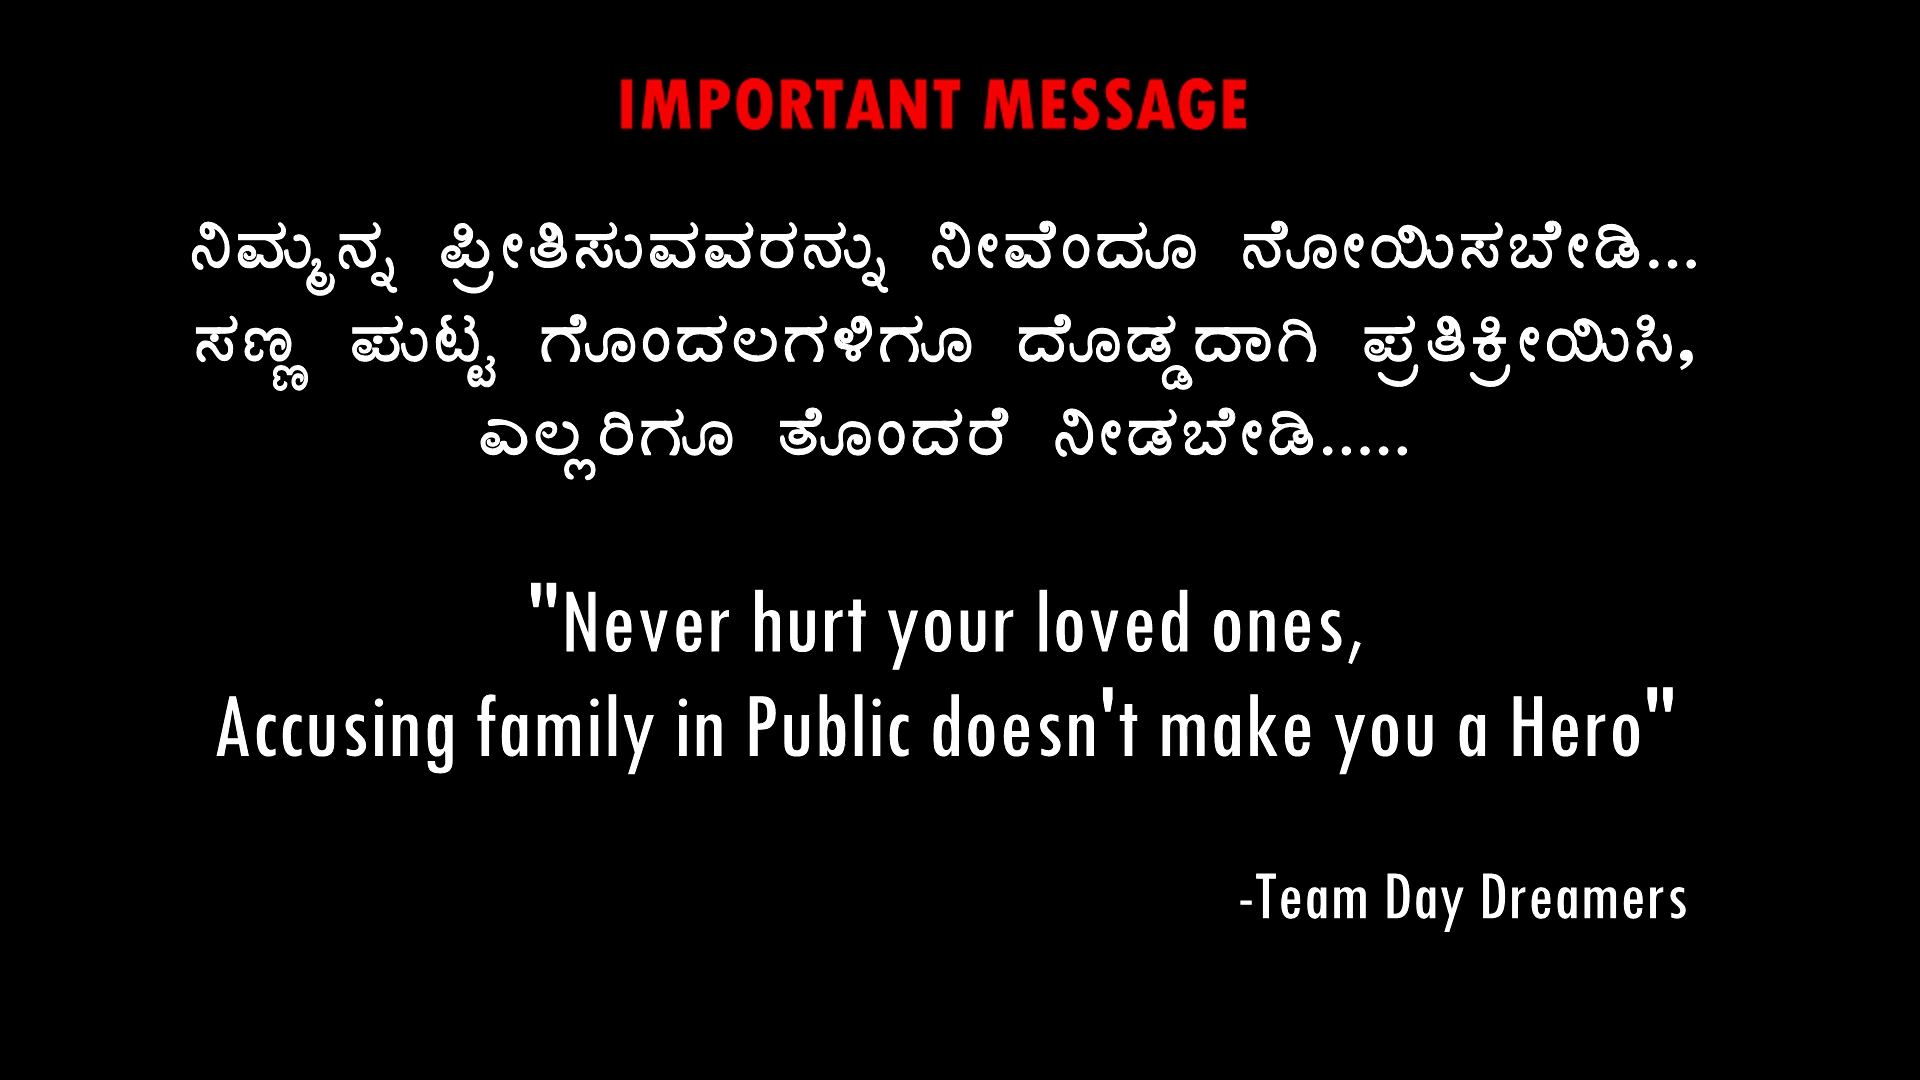 IMPORTANT MESSAGE
ನಿಮ್ಮನ್ನ ಪ್ರೀತಿಸುವವರನ್ನು ನೀವೆಂದೂ ನೋಯಿಸಬೇಡಿ...
ಸಣ್ಣ ಪುಟ್ಟ ಗೊಂದಲಗಳಿಗೂ ದೊಡ್ಡದಾಗಿ ಪ್ರತಿಕ್ರೀಯಿಸಿ,
ಎಲ್ಲರಿಗೂ ತೊಂದರೆ ನೀಡಬೇಡಿ.....
"Never hurt your loved ones,
Accusing family in Public doesn't make you a Hero"
-Team Day Dreamers